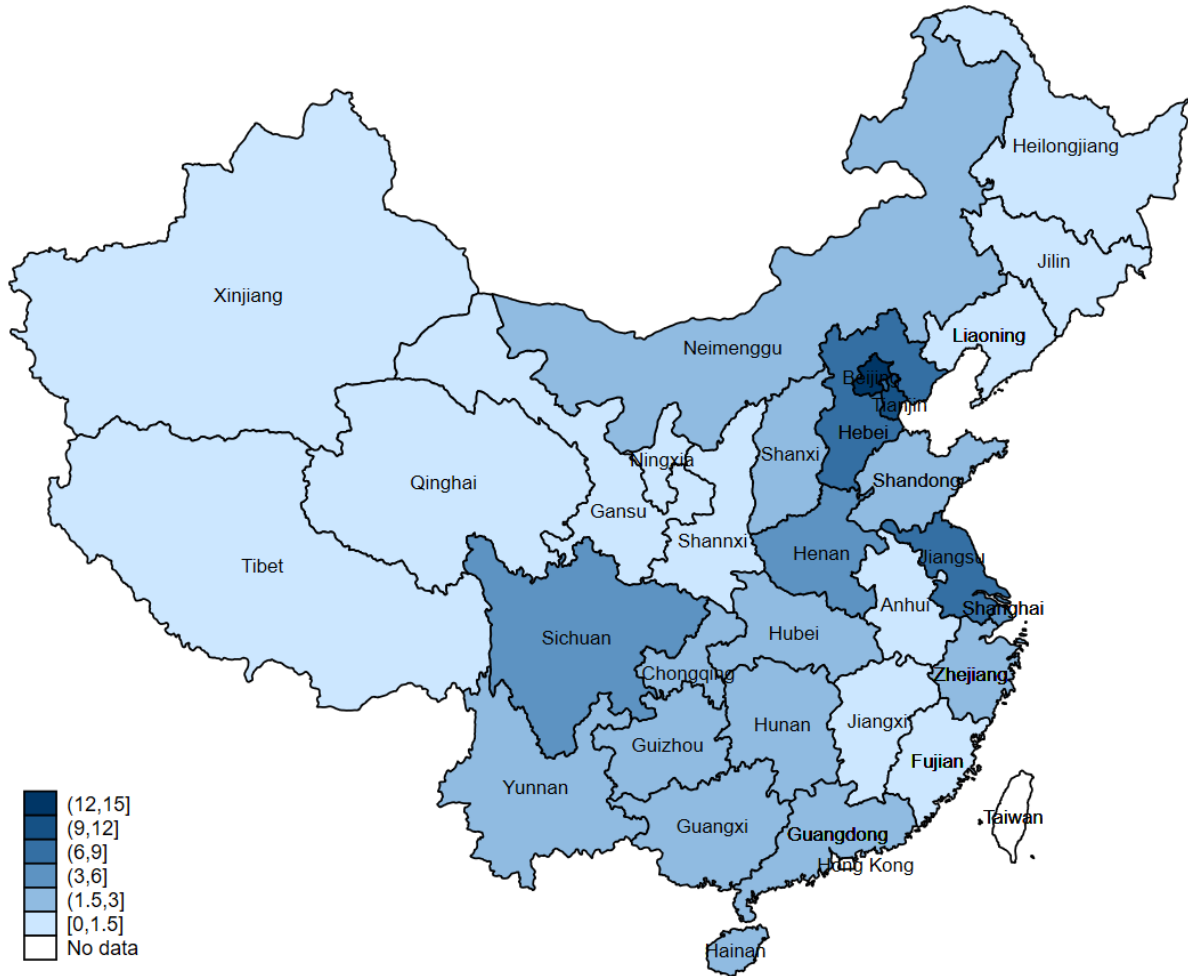 Heilongjiang
Jilin
Xinjiang
Liaoning
Neimenggu
Beijing
Tianjin
Hebei
Shanxi
Ningxia
Shandong
Qinghai
Gansu
Shannxi
Henan
Jiangsu
Tibet
Anhui
Shanghai
Sichuan
Hubei
Chongqing
Zhejiang
Jiangxi
Hunan
Guizhou
Fujian
Yunnan
Guangxi
Guangdong
Taiwan
Hong Kong
Hainan
(12,15]
(9,12]
(6,9]
(3,6]
(1.5,3]
[0,1.5]
No data